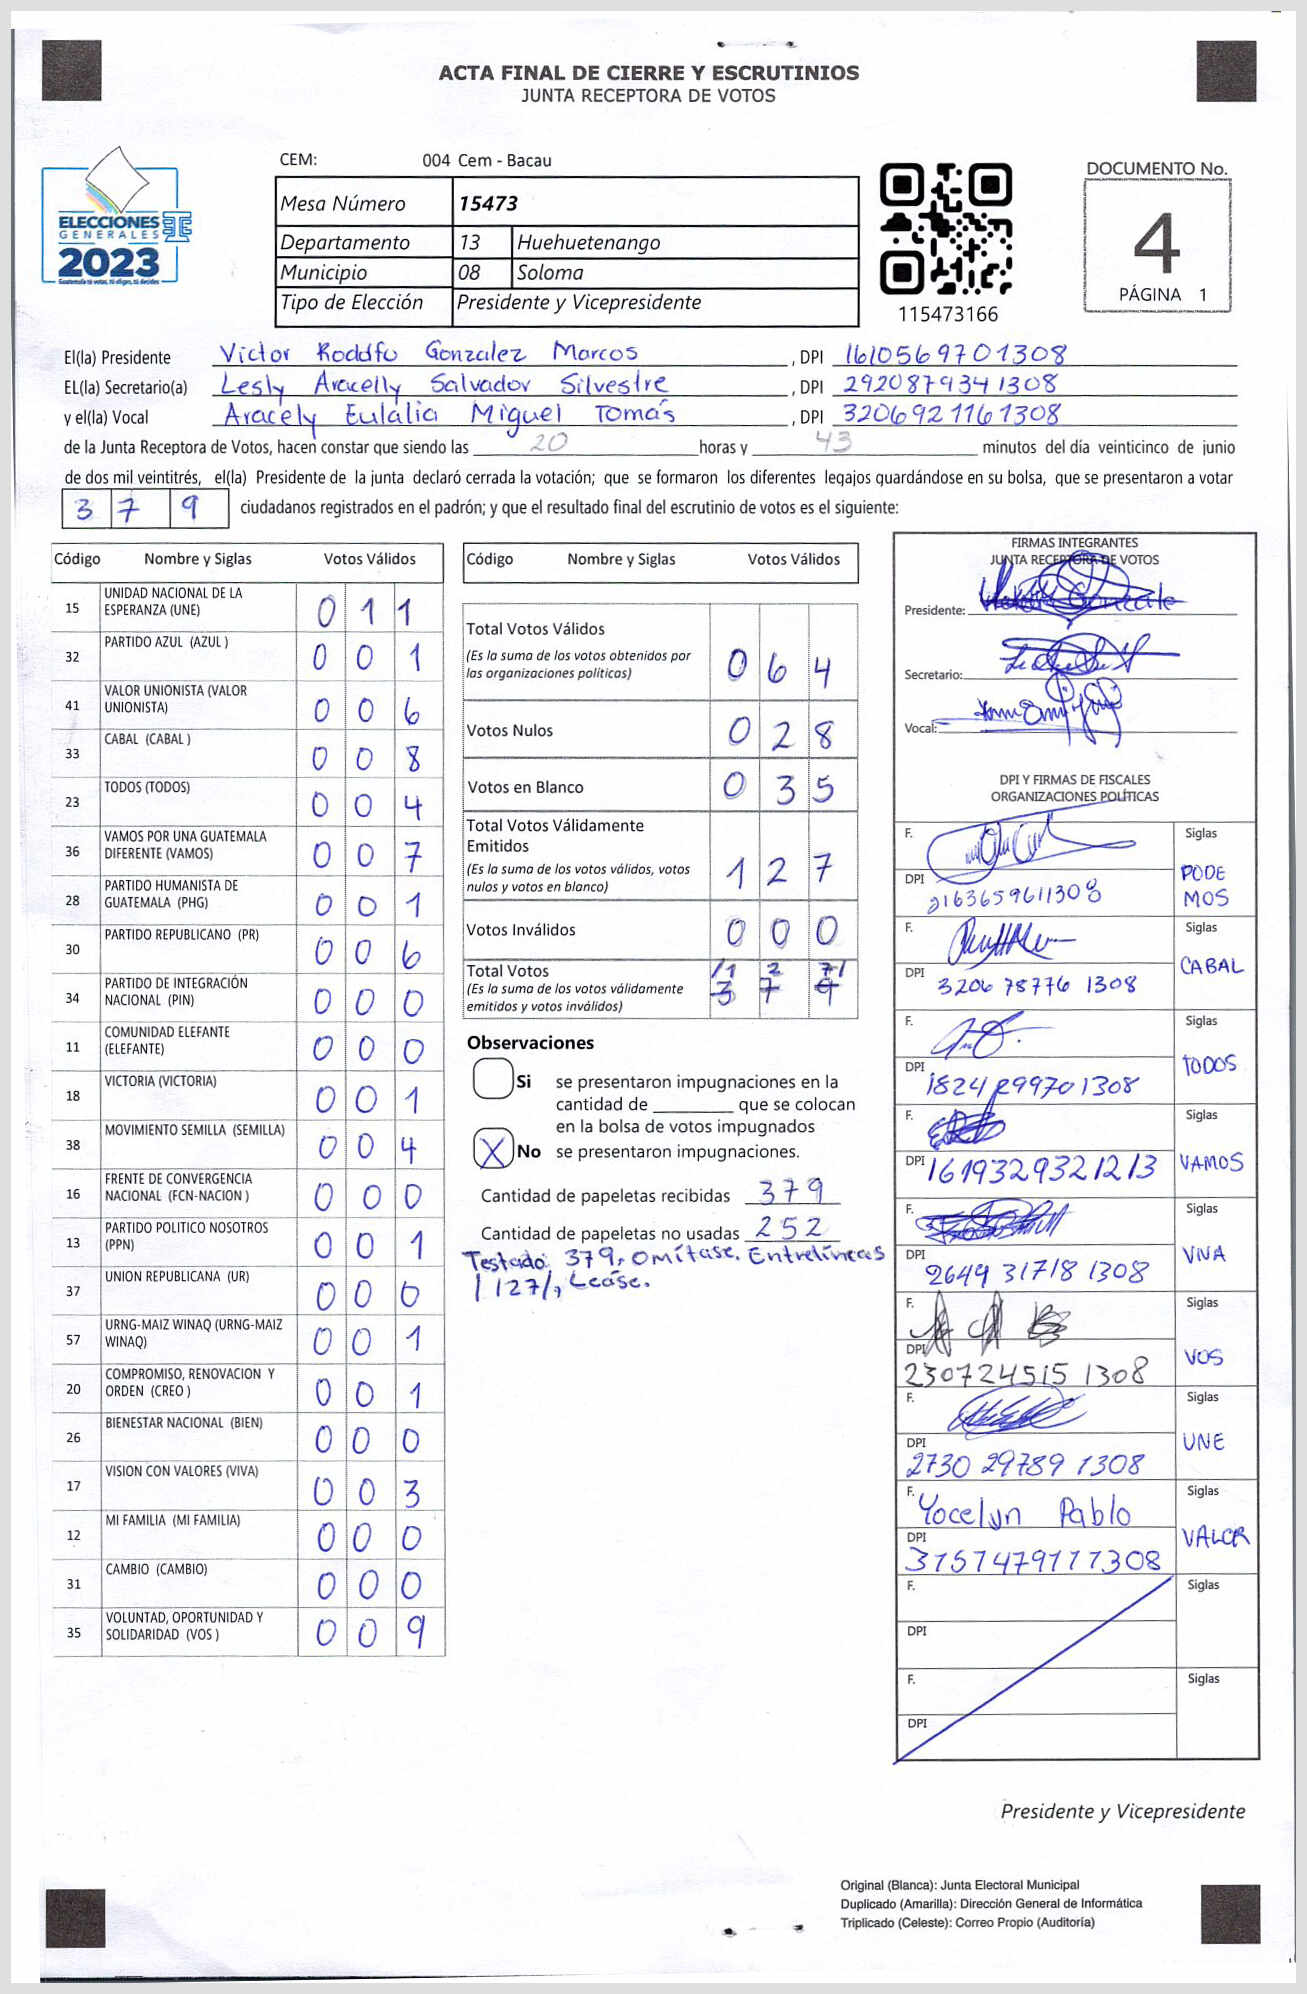 ACTA FINAL DE CIERRE Y ESCRUTINIOS
JUNTA RECEPTORA DE VOTOS
CEM: 004 Cem - Bacau
DOCUMENTO No.
4
PÁGINA 1
ELECCIONES
GENERALES
2023
Guatemala tú votas, tú eliges, tú decides
Mesa Número 15473
Departamento 13 Huehuetenango
Municipio 08 Soloma
Tipo de Elección Presidente y Vicepresidente
115473166
El(la) Presidente Victor Rodolfo Gonzalez Marcos , DPI 1610569701308
EL(la) Secretario(a) Lesly Aracelly Salvador Silvestre , DPI 2920879341308
y el(la) Vocal Aracely Eulalia Miguel Tomás , DPI 3206921161308
de la Junta Receptora de Votos, hacen constar que siendo las 20 horas y 43 minutos del día veinticinco de junio
de dos mil veintitrés, el(la) Presidente de la junta declaró cerrada la votación; que se formaron los diferentes legajos guardándose en su bolsa, que se presentaron a votar
3 7 9 ciudadanos registrados en el padrón; y que el resultado final del escrutinio de votos es el siguiente:
Código Nombre y Siglas Votos Válidos
15 UNIDAD NACIONAL DE LA
ESPERANZA (UNE) 0 1 1
32 PARTIDO AZUL (AZUL ) 0 0 1
41 VALOR UNIONISTA (VALOR
UNIONISTA) 0 0 6
33 CABAL (CABAL ) 0 0 8
23 TODOS (TODOS) 0 0 4
36 VAMOS POR UNA GUATEMALA
DIFERENTE (VAMOS) 0 0 7
28 PARTIDO HUMANISTA DE
GUATEMALA (PHG) 0 0 1
30 PARTIDO REPUBLICANO (PR) 0 0 6
34 PARTIDO DE INTEGRACIÓN
NACIONAL (PIN) 0 0 0
11 COMUNIDAD ELEFANTE
(ELEFANTE) 0 0 0
18 VICTORIA (VICTORIA) 0 0 1
38 MOVIMIENTO SEMILLA (SEMILLA) 0 0 4
16 FRENTE DE CONVERGENCIA
NACIONAL (FCN-NACION ) 0 0 0
13 PARTIDO POLITICO NOSOTROS
(PPN) 0 0 1
37 UNION REPUBLICANA (UR) 0 0 0
57 URNG-MAIZ WINAQ (URNG-MAIZ
WINAQ) 0 0 1
20 COMPROMISO, RENOVACION Y
ORDEN (CREO ) 0 0 1
26 BIENESTAR NACIONAL (BIEN) 0 0 0
17 VISION CON VALORES (VIVA) 0 0 3
12 MI FAMILIA (MI FAMILIA) 0 0 0
31 CAMBIO (CAMBIO) 0 0 0
35 VOLUNTAD, OPORTUNIDAD Y
SOLIDARIDAD (VOS ) 0 0 9
Código Nombre y Siglas Votos Válidos
Total Votos Válidos
(Es la suma de los votos obtenidos por
las organizaciones politicas) 0 6 4
Votos Nulos 0 2 8
Votos en Blanco 0 3 5
Total Votos Válidamente
Emitidos
(Es la suma de los votos válidos, votos
nulos y votos en blanco) 1 2 7
Votos Inválidos 0 0 0
Total Votos /1 2 7/
(Es la suma de los votos válidamente
emitidos y votos inválidos) 3 7 9
Observaciones
Si se presentaron impugnaciones en la
cantidad de ________ que se colocan
en la bolsa de votos impugnados
X No se presentaron impugnaciones.
Cantidad de papeletas recibidas 379
Cantidad de papeletas no usadas 252
Testado: 379, Omítase. Entrelíneas
/127/, Léase.
FIRMAS INTEGRANTES
JUNTA RECEPTORA DE VOTOS
Presidente:
Secretario:
Vocal:
DPI Y FIRMAS DE FISCALES
ORGANIZACIONES POLÍTICAS
F. Siglas
DPI 2163659611308 PODE
MOS
F. Siglas
DPI 3206 78776 1308 CABAL
F. Siglas
DPI 1824 29970 1308 TODOS
F. Siglas
DPI 1619329321213 VAMOS
F. Siglas
DPI 2649 31718 1308 VIVA
F. Siglas
DPI 230724515 1308 VOS
F. Siglas
DPI 2730 29789 1308 UNE
F. Yocelyn Pablo Siglas
DPI 3157479171308 VALOR
F. Siglas
DPI
F. Siglas
DPI
Presidente y Vicepresidente
Original (Blanca): Junta Electoral Municipal
Duplicado (Amarilla): Dirección General de Informática
Triplicado (Celeste): Correo Propio (Auditoría)